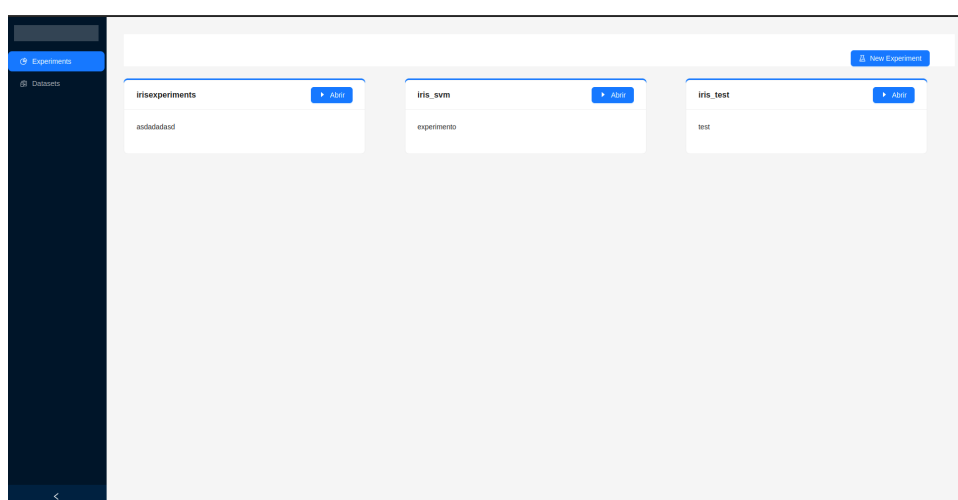 Experiments
Datasets
New Experiment
irisexperiments
Abrir
asdadadasd
iris_svm
Abrir
experimento
iris_test
Abrir
test